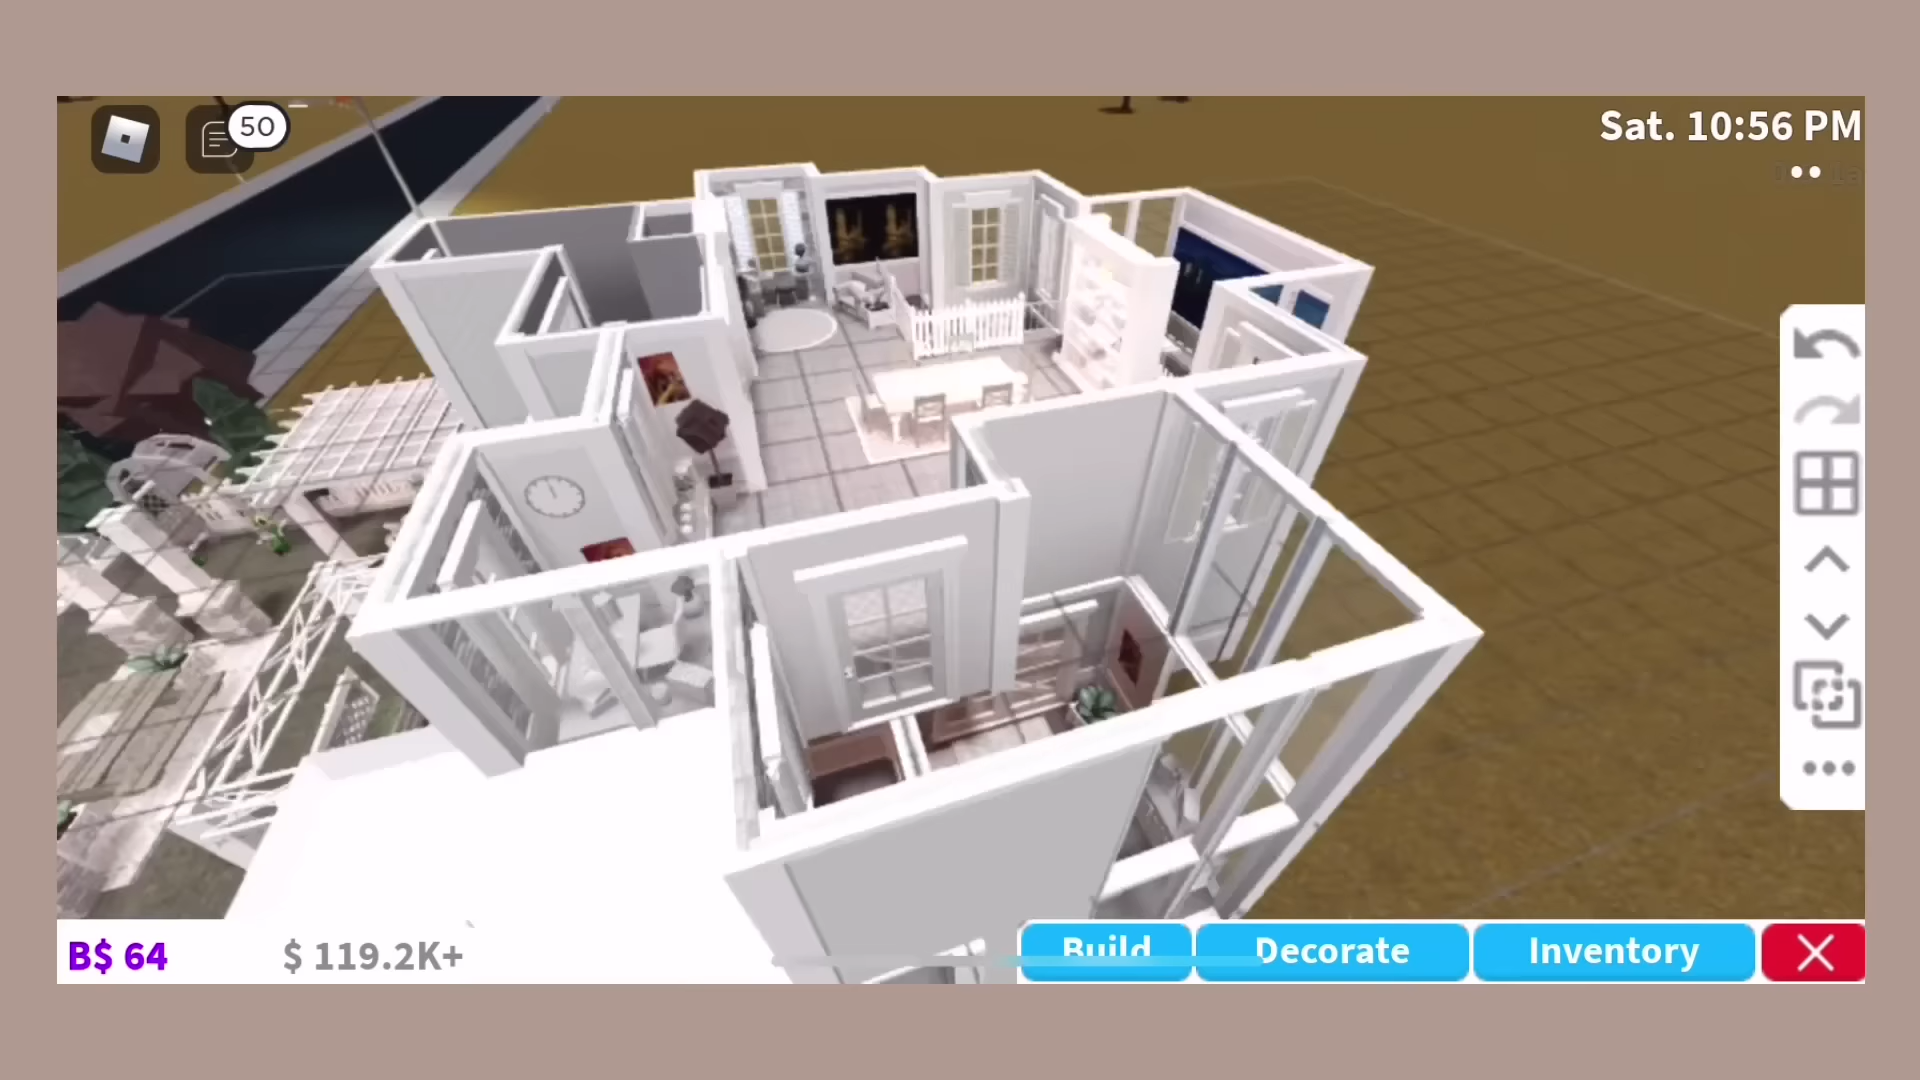 50
Sat. 10:56 PM
B$ 64
$ 119.2K+
Build
Decorate
Inventory